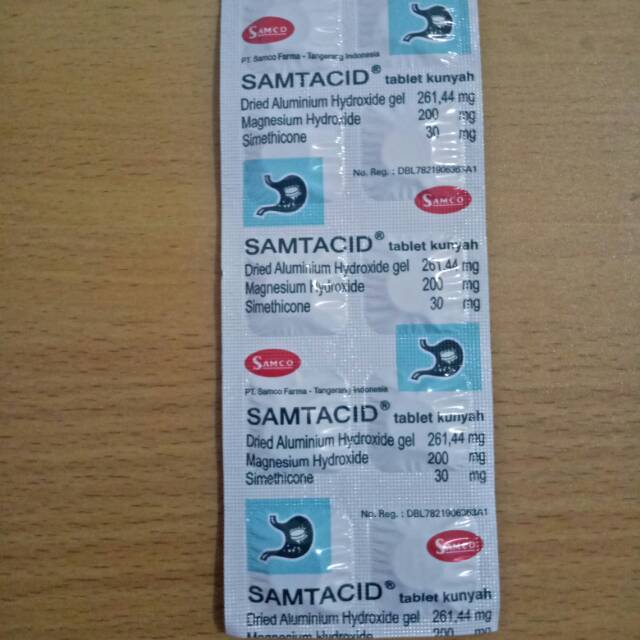 SAMCO
PT. Samco Farma - Tangerang Indonesia
SAMTACID® tablet kunyah
Dried Aluminium Hydroxide gel 261,44 mg
Magnesium Hydroxide 200 mg
Simethicone 30 mg
No. Reg. : DBL7821906363A1
SAMCO
SAMTACID® tablet kunyah
Dried Aluminium Hydroxide gel 261,44 mg
Magnesium Hydroxide 200 mg
Simethicone 30 mg
SAMCO
PT. Samco Farma - Tangerang Indonesia
SAMTACID® tablet kunyah
Dried Aluminium Hydroxide gel 261,44 mg
Magnesium Hydroxide 200 mg
Simethicone 30 mg
No. Reg. : DBL7821906363A1
SAMCO
SAMTACID® tablet kunyah
Dried Aluminium Hydroxide gel 261,44 mg
Magnesium Hydroxide 200 mg